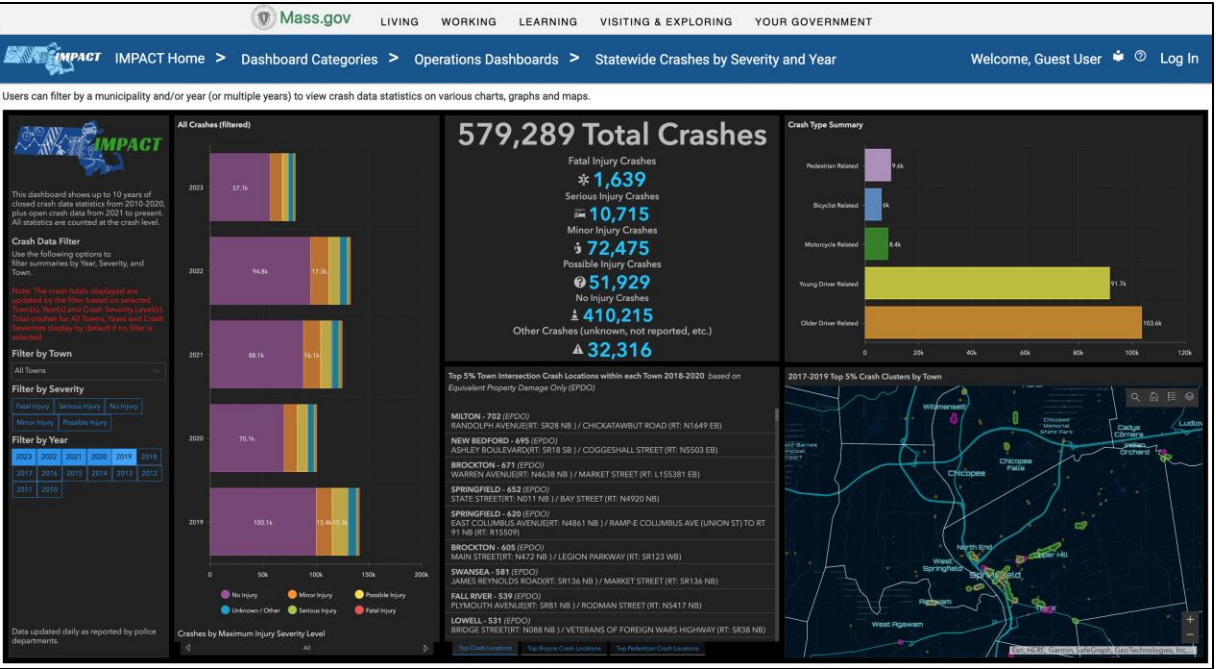 Mass.gov
LIVING WORKING LEARNING VISITING & EXPLORING YOUR GOVERNMENT
IMPACT IMPACT Home > Dashboard Categories > Operations Dashboards > Statewide Crashes by Severity and Year Welcome, Guest User Log In
Users can filter by a municipality and/or year (or multiple years) to view crash data statistics on various charts, graphs and maps.
IMPACT
This dashboard shows up to 10 years of
closed crash data statistics from 2010-2020,
plus open crash data from 2021 to present.
All statistics are counted at the crash level.
Crash Data Filter
Use the following options to
filter summaries by Year, Severity, and
Town.
Note. The crash totals displayed are
updated by the filter based on selected
Town(s), Year(s) and Crash Severity Level(s).
Total crashes for All Towns, Years and Crash
Severities display by default if no filter is
selected.
Filter by Town
All Towns
Filter by Severity
Fatal Injury Serious Injury No Injury
Minor Injury Possible Injury
Filter by Year
2023 2022 2021 2020 2019 2018
2017 2016 2015 2014 2013 2012
2011 2010
Data updated daily as reported by police
departments.
All Crashes (filtered)
2023 57.1k
2022 94.8k 17.3k
2021 88.1k 16.1k
2020 70.1k
2019 100.1k 15.4k 15.3k
0 50k 100k 150k 200k
No Injury Minor Injury Possible Injury
Unknown / Other Serious Injury Fatal Injury
Crashes by Maximum Injury Severity Level
All
579,289 Total Crashes
Fatal Injury Crashes
1,639
Serious Injury Crashes
10,715
Minor Injury Crashes
72,475
Possible Injury Crashes
51,929
No Injury Crashes
410,215
Other Crashes (unknown, not reported, etc.)
32,316
Top 5% Town Intersection Crash Locations within each Town 2018-2020 based on
Equivalent Property Damage Only (EPDO)
MILTON - 702 (EPDO)
RANDOLPH AVENUE(RT: SR28 NB ) / CHICKATAWBUT ROAD (RT: N1649 EB)
NEW BEDFORD - 695 (EPDO)
ASHLEY BOULEVARD(RT: SR18 SB ) / COGGESHALL STREET (RT: N5503 EB)
BROCKTON - 671 (EPDO)
WARREN AVENUE(RT: N4638 NB ) / MARKET STREET (RT: L155381 EB)
SPRINGFIELD - 652 (EPDO)
STATE STREET(RT: N011 NB ) / BAY STREET (RT: N4920 NB)
SPRINGFIELD - 620 (EPDO)
EAST COLUMBUS AVENUE(RT: N4861 NB ) / RAMP-E COLUMBUS AVE (UNION ST) TO RT
91 NB (RT: R15509)
BROCKTON - 605 (EPDO)
MAIN STREET(RT: N472 NB ) / LEGION PARKWAY (RT: SR123 WB)
SWANSEA - 581 (EPDO)
JAMES REYNOLDS ROAD(RT: SR136 NB ) / MARKET STREET (RT: SR136 NB)
FALL RIVER - 539 (EPDO)
PLYMOUTH AVENUE(RT: SR81 NB ) / RODMAN STREET (RT: N5417 NB)
LOWELL - 531 (EPDO)
BRIDGE STREET(RT: N088 NB ) / VETERANS OF FOREIGN WARS HIGHWAY (RT: SR38 NB)
Top Crash Locations Top Bicycle Crash Locations Top Pedestrian Crash Locations
Crash Type Summary
Pedestrian Related 9.6k
Bicyclist Related 6k
Motorcycle Related 8.4k
Young Driver Related 91.7k
Older Driver Related 103.6k
0 20k 40k 60k 80k 100k 120k
2017-2019 Top 5% Crash Clusters by Town
Willimansett
Chicopee
Memorial
State Park
Cadys
Corners
Ludlow
Indian
Orchard
Chicopee
Chicopee
Falls
North End
West
Springfield
Springfield
Agawam
West Agawam
Esri, HERE, Garmin, SafeGraph, GeoTechnologies, Inc,...